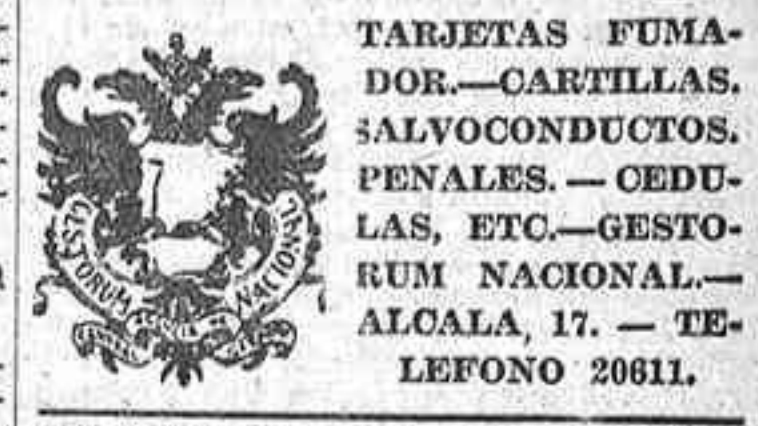 GESTORUM NACIONAL
TARJETAS FUMA-
DOR.—CARTILLAS.
SALVOCONDUCTOS.
PENALES. — CEDU-
LAS, ETC.—GESTO-
RUM NACIONAL.—
ALCALA, 17. — TE-
LEFONO 20611.